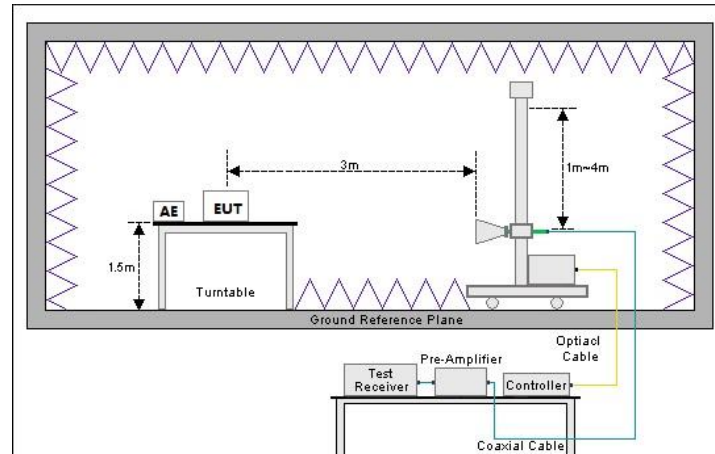 3m
1m~4m
AE
EUT
1.5m
Turntable
Ground Reference Plane
Optiacl
Cable
Pre-Amplifier
Test
Receiver
Controller
Coaxial Cable